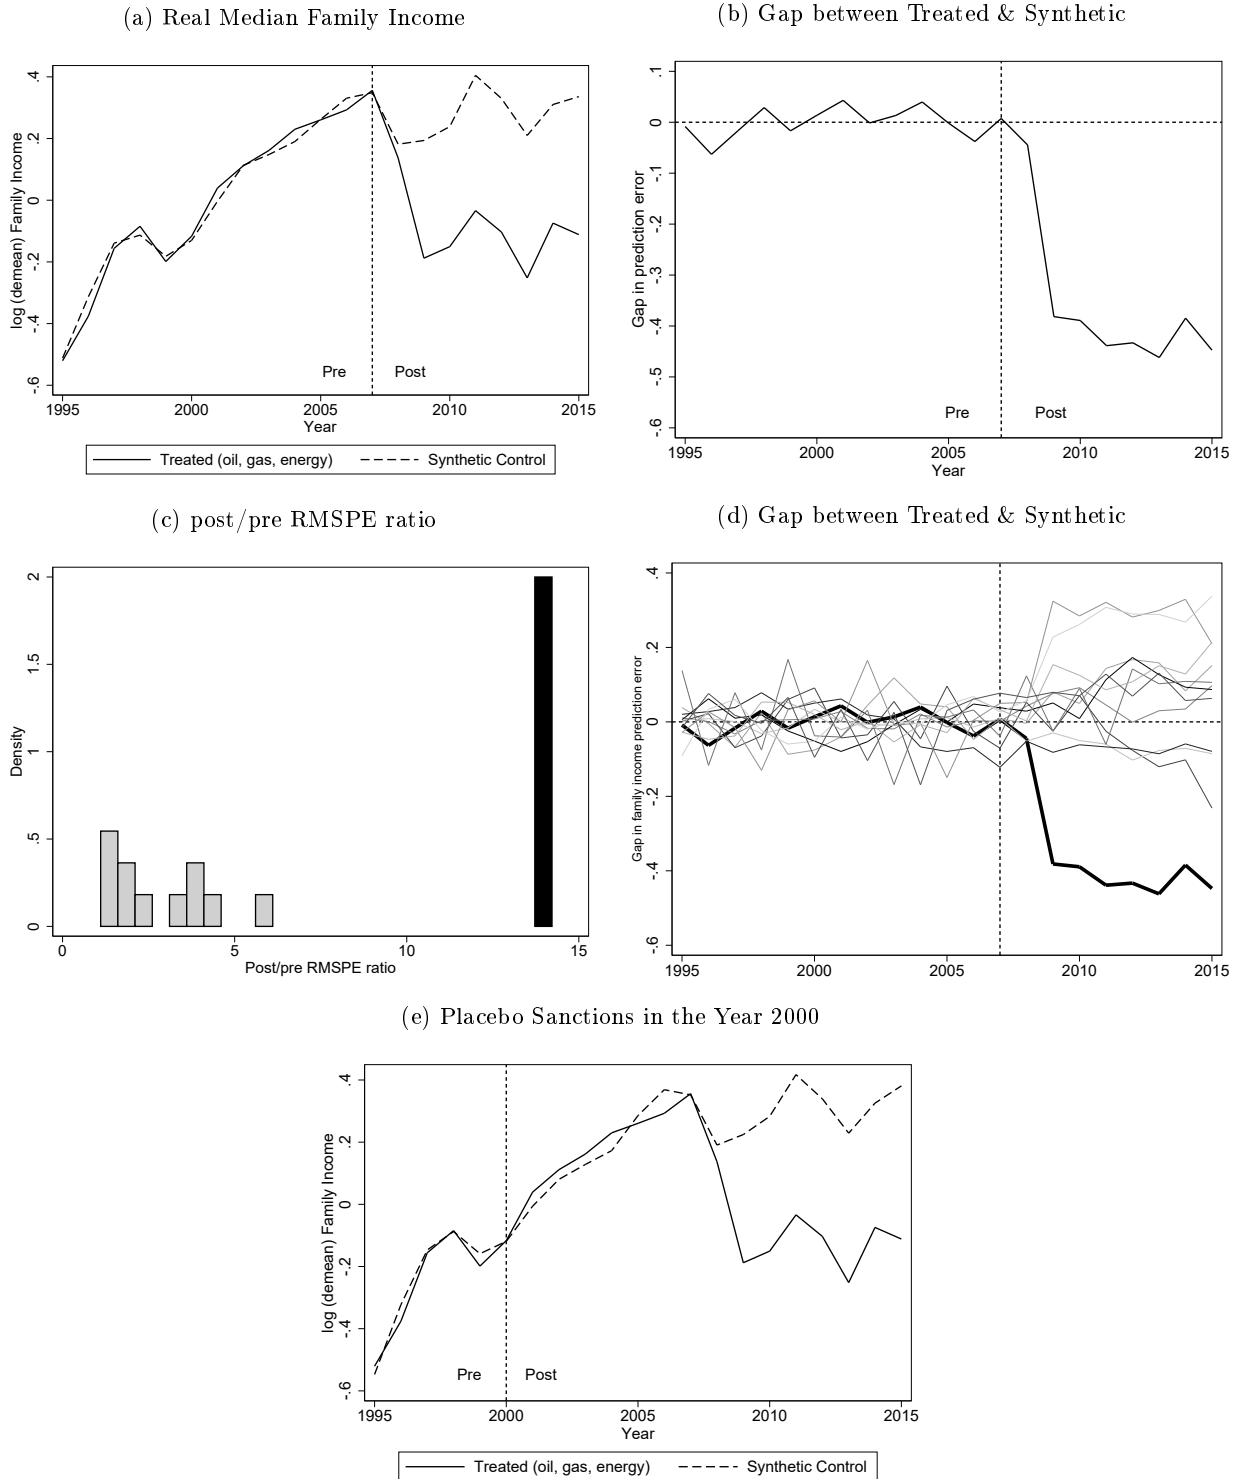 (a) Real Median Family Income
log (demean) Family Income
.4
.2
0
-.2
-.4
-.6
Pre Post
1995 2000 2005 2010 2015
Year
Treated (oil, gas, energy) Synthetic Control
(b) Gap between Treated & Synthetic
Gap in prediction error
.1
0
-.1
-.2
-.3
-.4
-.5
-.6
Pre Post
1995 2000 2005 2010 2015
Year
(c) post/pre RMSPE ratio
Density
2
1.5
1
.5
0
0 5 10 15
Post/pre RMSPE ratio
(d) Gap between Treated & Synthetic
Gap in family income prediction error
.4
.2
0
-.2
-.4
-.6
1995 2000 2005 2010 2015
(e) Placebo Sanctions in the Year 2000
log (demean) Family Income
.4
.2
0
-.2
-.4
-.6
Pre Post
1995 2000 2005 2010 2015
Year
Treated (oil, gas, energy) Synthetic Control